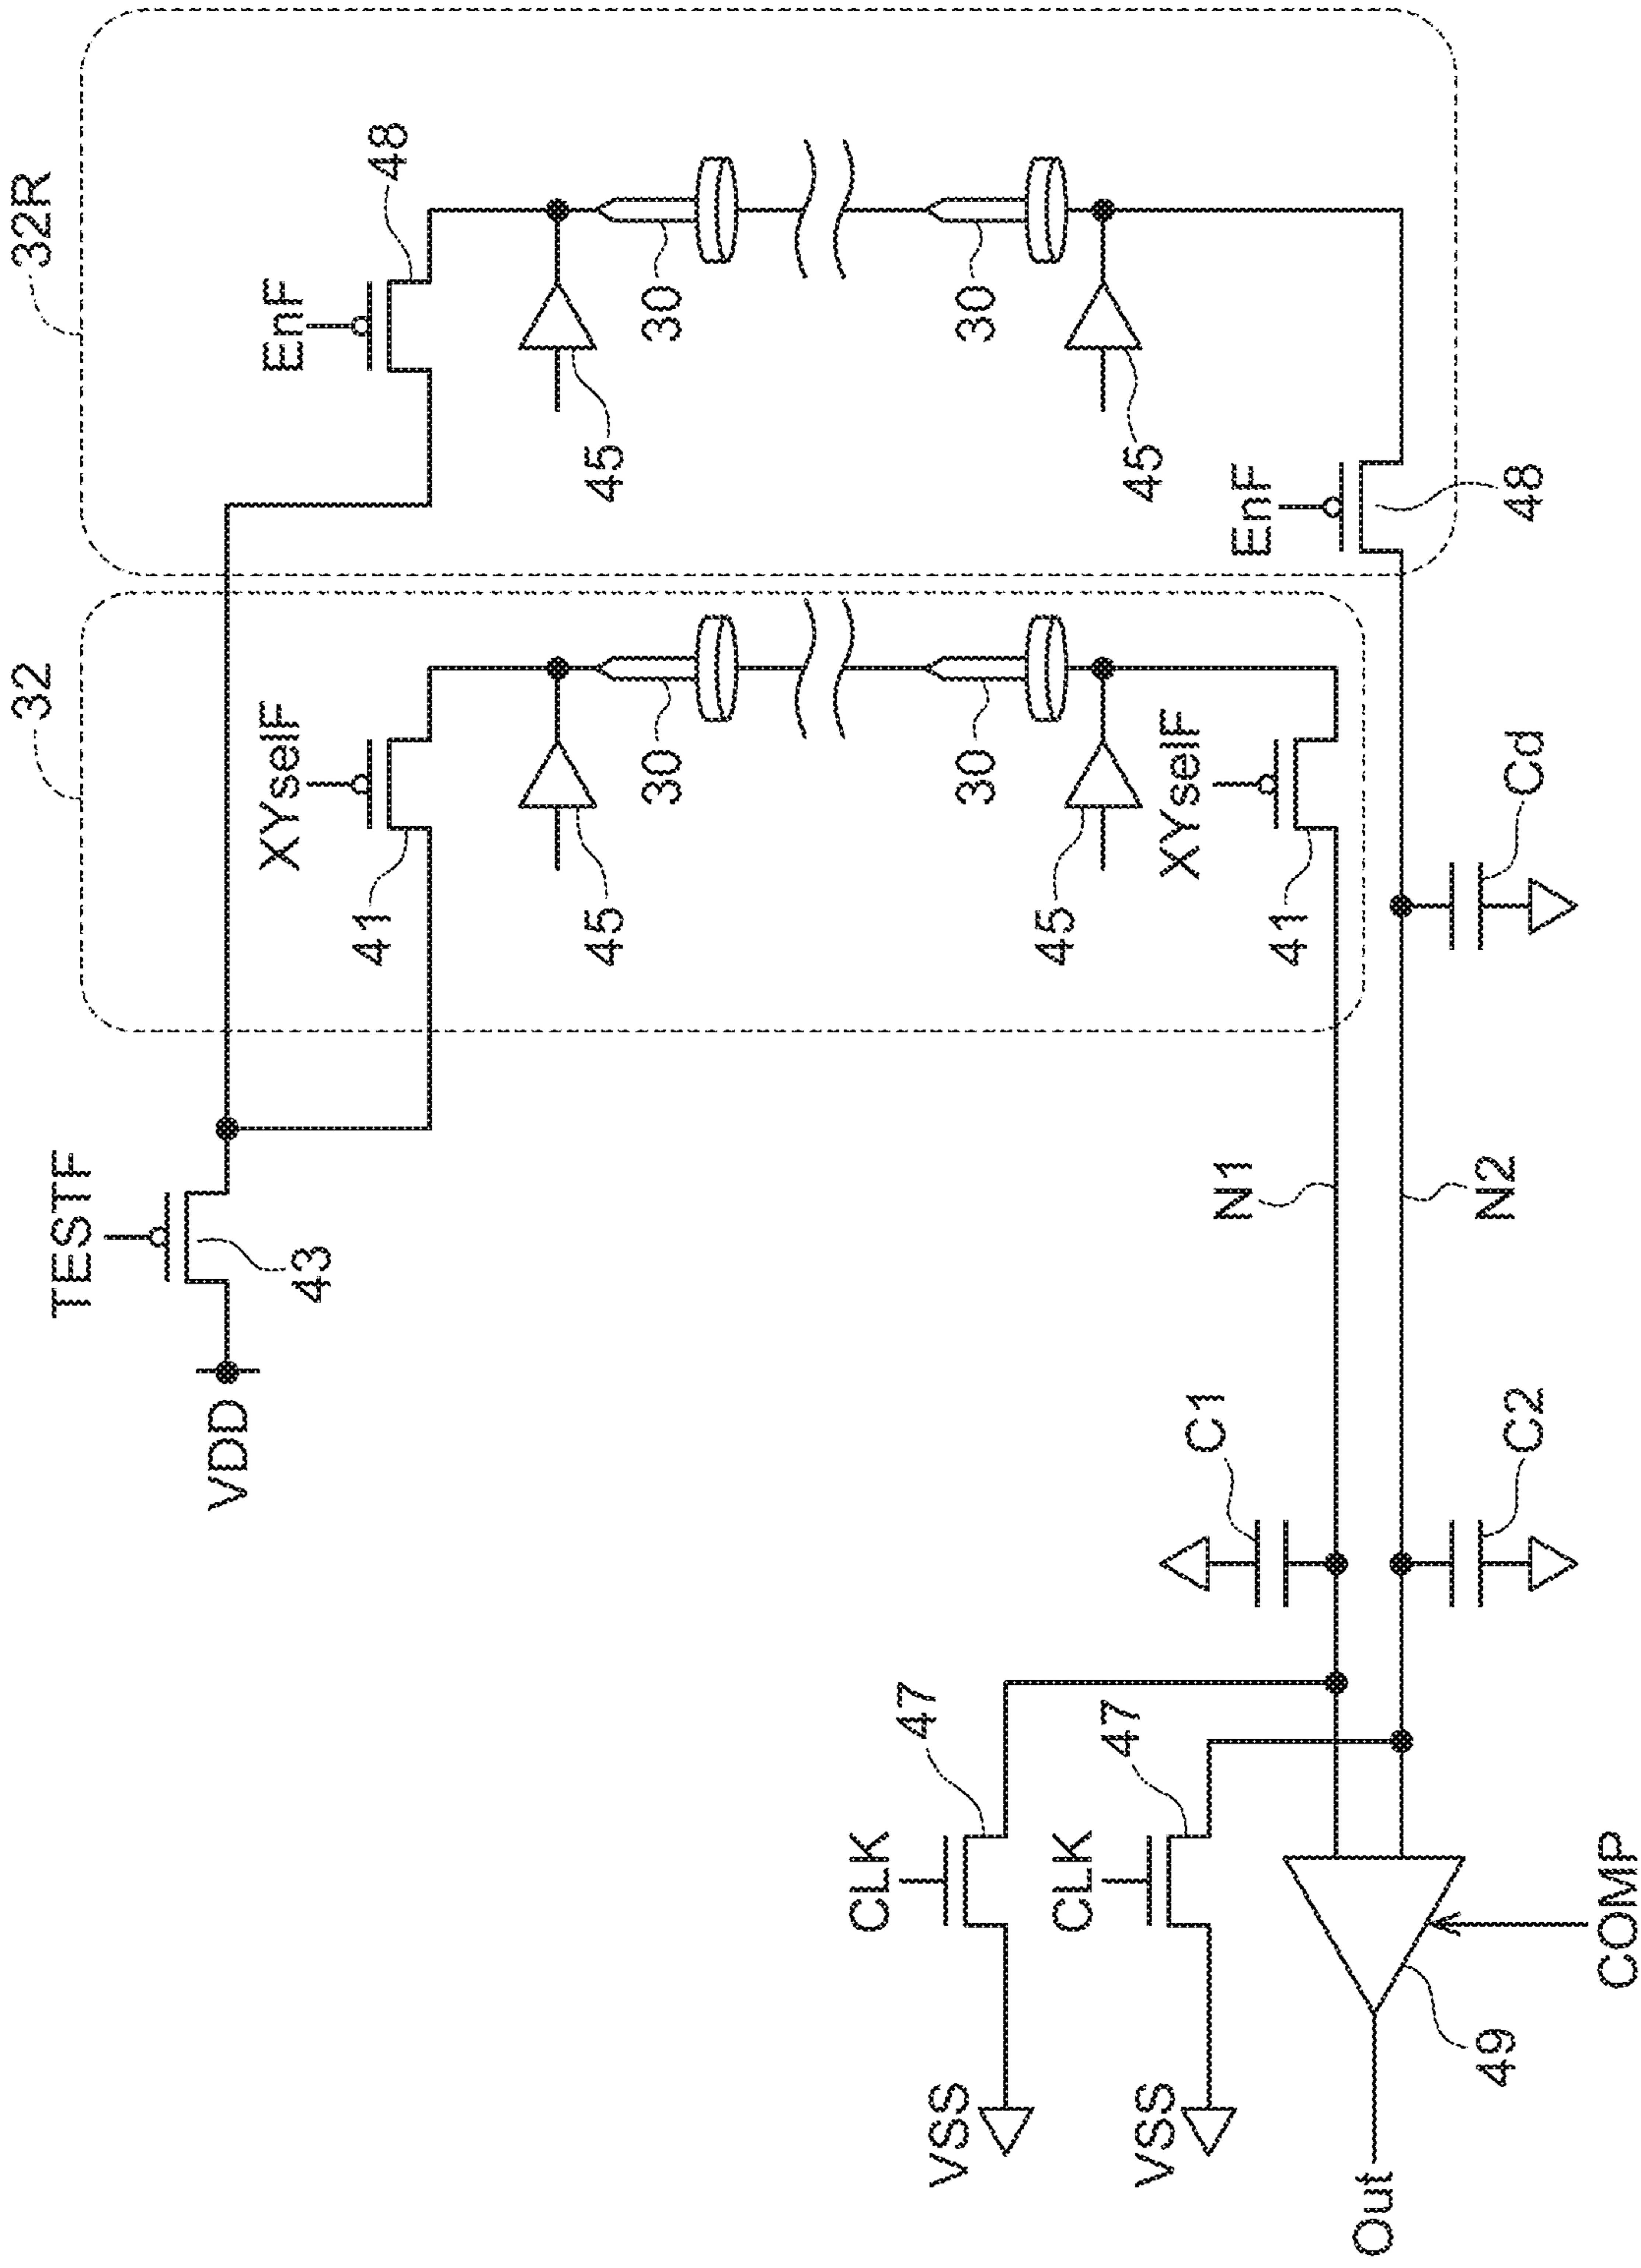 32
32R
TESTF
VDD
XYselF
EnF
43
41
48
45
45
30
30
CLK
47
VSS
30
30
45
45
CLK
47
VSS
XYselF
C1
N1
EnF
41
Out
49
N2
C2
Cd
48
COMP